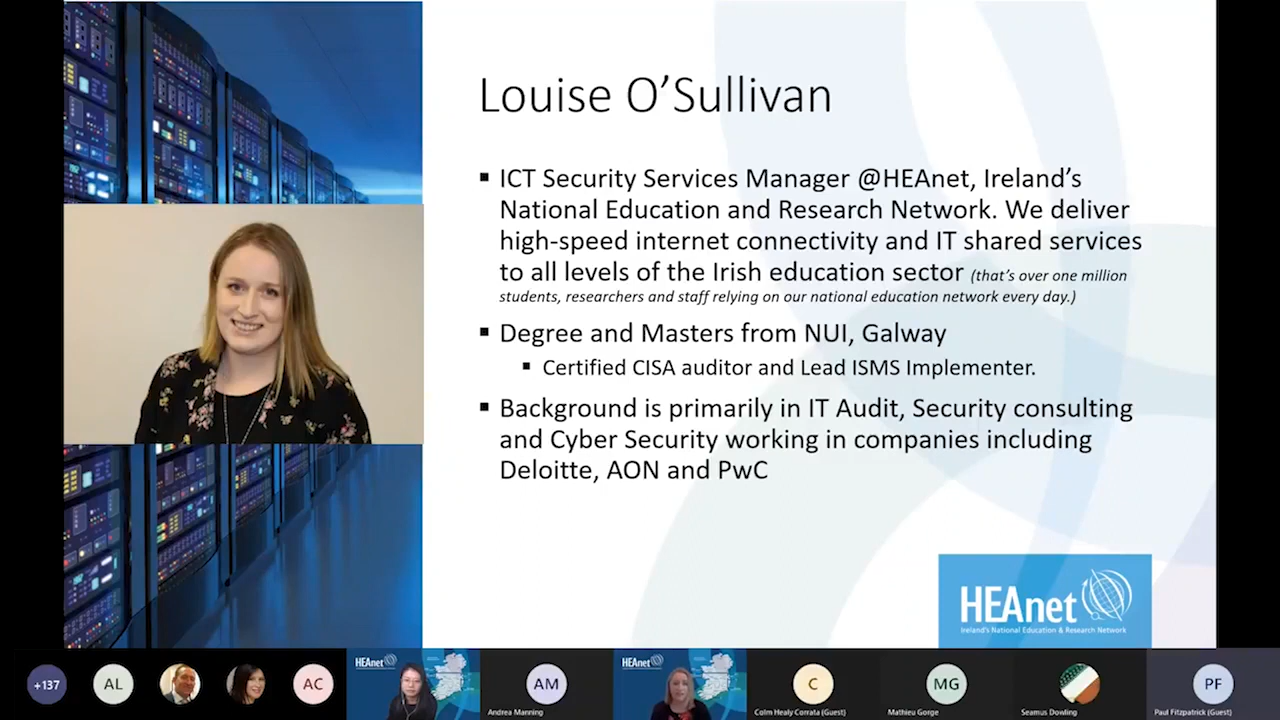 Louise O’Sullivan
▪ ICT Security Services Manager @HEAnet, Ireland’s
National Education and Research Network. We deliver
high-speed internet connectivity and IT shared services
to all levels of the Irish education sector (that’s over one million
students, researchers and staff relying on our national education network every day.)
▪ Degree and Masters from NUI, Galway
▪ Certified CISA auditor and Lead ISMS Implementer.
▪ Background is primarily in IT Audit, Security consulting
and Cyber Security working in companies including
Deloitte, AON and PwC
HEAnet
Ireland's National Education & Research Network
+137
AL
AC
HEAnet
AM
Andrea Manning
HEAnet
C
Colm Healy Corrata (Guest)
MG
Mathieu Gorge
Seamus Dowling
PF
Paul Fitzpatrick (Guest)